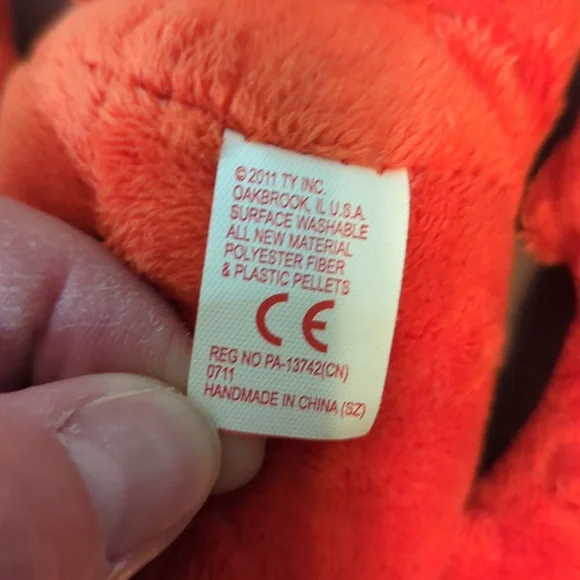 © 2011 TY INC.
OAKBROOK, IL U.S.A.
SURFACE WASHABLE
ALL NEW MATERIAL
POLYESTER FIBER
& PLASTIC PELLETS
CE
REG NO PA-13742(CN)
0711
HANDMADE IN CHINA (SZ)